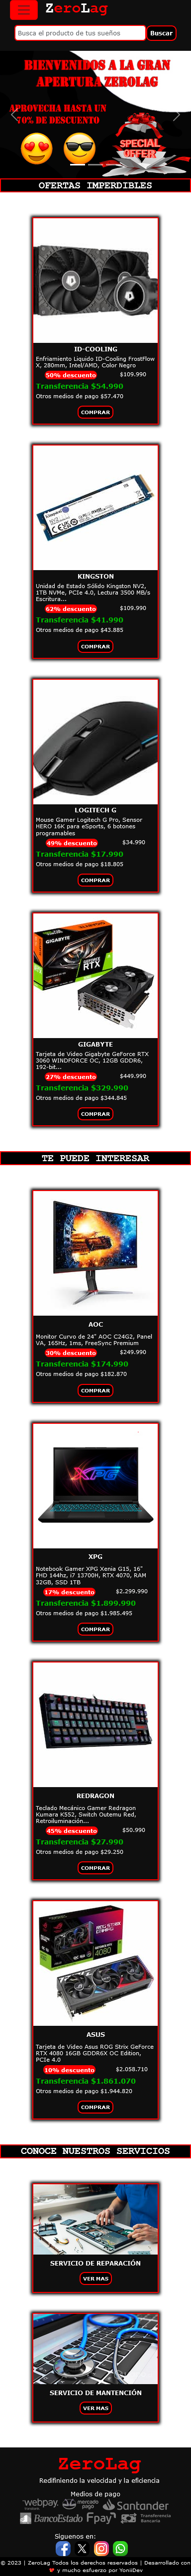 ZeroLag
Busca el producto de tus sueños
Buscar
BIENVENIDOS A LA GRAN
APERTURA ZEROLAG
APROVECHA HASTA UN
70% DE DESCUENTO
SPECIAL
OFFER
OFERTAS IMPERDIBLES
ID-COOLING
Enfriamiento Liquido ID-Cooling FrostFlow
X, 280mm, Intel/AMD, Color Negro
50% descuento
$109.990
Transferencia $54.990
Otros medios de pago $57.470
COMPRAR
KINGSTON
Unidad de Estado Sólido Kingston NV2,
1TB NVMe, PCIe 4.0, Lectura 3500 MB/s
Escritura...
62% descuento
$109.990
Transferencia $41.990
Otros medios de pago $43.885
COMPRAR
LOGITECH G
Mouse Gamer Logitech G Pro, Sensor
HERO 16K para eSports, 6 botones
programables
49% descuento
$34.990
Transferencia $17.990
Otros medios de pago $18.805
COMPRAR
GIGABYTE
GEFORCE
RTX
GIGABYTE
Tarjeta de Video Gigabyte GeForce RTX
3060 WINDFORCE OC, 12GB GDDR6,
192-bit...
27% descuento
$449.990
Transferencia $329.990
Otros medios de pago $344.845
COMPRAR
TE PUEDE INTERESAR
AOC
Monitor Curvo de 24" AOC C24G2, Panel
VA, 165Hz, 1ms, FreeSync Premium
30% descuento
$249.990
Transferencia $174.990
Otros medios de pago $182.870
COMPRAR
XPG
XPG
Notebook Gamer XPG Xenia G15, 16"
FHD 144hz, i7 13700H, RTX 4070, RAM
32GB, SSD 1TB
17% descuento
$2.299.990
Transferencia $1.899.990
Otros medios de pago $1.985.495
COMPRAR
REDRAGON
Teclado Mecánico Gamer Redragon
Kumara K552, Switch Outemu Red,
Retroiluminación...
45% descuento
$50.990
Transferencia $27.990
Otros medios de pago $29.250
COMPRAR
4080
ASUS
Tarjeta de Video Asus ROG Strix GeForce
RTX 4080 16GB GDDR6X OC Edition,
PCIe 4.0
10% descuento
$2.058.710
Transferencia $1.861.070
Otros medios de pago $1.944.820
COMPRAR
CONOCE NUESTROS SERVICIOS
SERVICIO DE REPARACIÓN
VER MAS
SERVICIO DE MANTENCIÓN
VER MAS
ZeroLag
Redifiniendo la velocidad y la eficiencia
Medios de pago
webpay.
mercado
pago
Santander
BancoEstado
Fpay
Transferencia
Bancaria
Siguenos en:
© 2023 | ZeroLag Todos los derechos reservados | Desarrollado con
y mucho esfuerzo por YonisDev